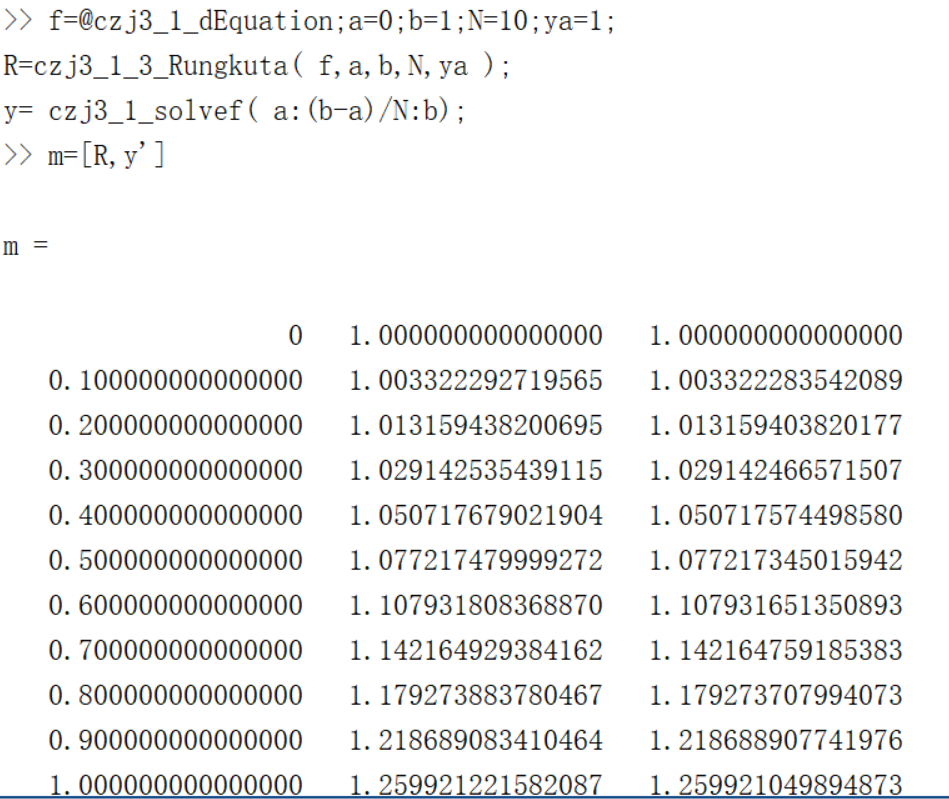 >> f=@czj3_1_dEquation;a=0;b=1;N=10;ya=1;
R=czj3_1_3_Rungkuta( f,a,b,N,ya );
y= czj3_1_solvef( a:(b-a)/N:b);
>> m=[R,y']
m =
0 1.000000000000000 1.000000000000000
0.100000000000000 1.003322292719565 1.003322283542089
0.200000000000000 1.013159438200695 1.013159403820177
0.300000000000000 1.029142535439115 1.029142466571507
0.400000000000000 1.050717679021904 1.050717574498580
0.500000000000000 1.077217479999272 1.077217345015942
0.600000000000000 1.107931808368870 1.107931651350893
0.700000000000000 1.142164929384162 1.142164759185383
0.800000000000000 1.179273883780467 1.179273707994073
0.900000000000000 1.218689083410464 1.218688907741976
1.000000000000000 1.259921221582087 1.259921049894873